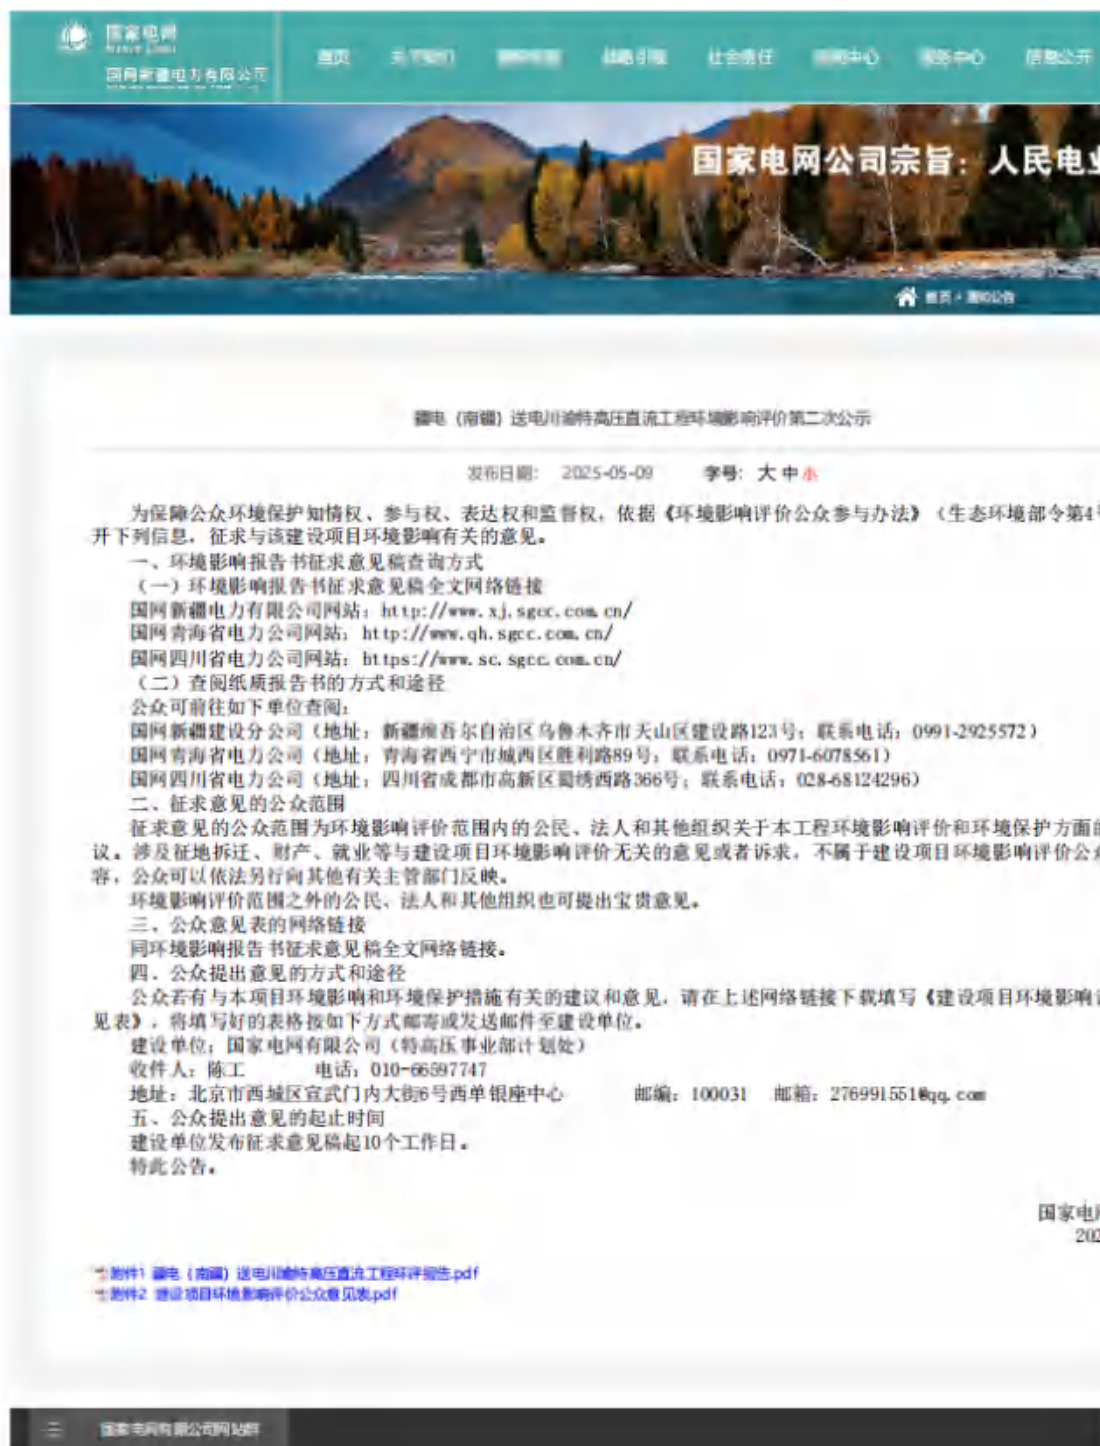 国家电网
国网新疆电力有限公司
首页 关于我们 战略引领 社会责任 新闻中心 服务中心 信息公开
国家电网公司宗旨：人民电业
首页 > 通知公告
疆电（南疆）送电川渝特高压直流工程环境影响评价第二次公示
发布日期： 2025-05-09 字号：大 中 小
为保障公众环境保护知情权、参与权、表达权和监督权，依据《环境影响评价公众参与办法》（生态环境部令第4号
开下列信息，征求与该建设项目环境影响有关的意见。
一、环境影响报告书征求意见稿查询方式
（一）环境影响报告书征求意见稿全文网络链接
国网新疆电力有限公司网站：http://www.xj.sgcc.com.cn/
国网青海省电力公司网站：http://www.qh.sgcc.com.cn/
国网四川省电力公司网站：https://www.sc.sgcc.com.cn/
（二）查阅纸质报告书的方式和途径
公众可前往如下单位查阅：
国网新疆建设分公司（地址：新疆维吾尔自治区乌鲁木齐市天山区建设路123号；联系电话：0991-2925572）
国网青海省电力公司（地址：青海省西宁市城西区胜利路89号；联系电话：0971-6078561）
国网四川省电力公司（地址：四川省成都市高新区蜀绣西路366号；联系电话：028-68124296）
二、征求意见的公众范围
征求意见的公众范围为环境影响评价范围内的公民、法人和其他组织关于本工程环境影响评价和环境保护方面的
议。涉及征地拆迁、财产、就业等与建设项目环境影响评价无关的意见或者诉求，不属于建设项目环境影响评价公众
容，公众可以依法另行向其他有关主管部门反映。
环境影响评价范围之外的公民、法人和其他组织也可提出宝贵意见。
三、公众意见表的网络链接
同环境影响报告书征求意见稿全文网络链接。
四、公众提出意见的方式和途径
公众若有与本项目环境影响和环境保护措施有关的建议和意见，请在上述网络链接下载填写《建设项目环境影响评
见表》，将填写好的表格按如下方式邮寄或发送邮件至建设单位。
建设单位：国家电网有限公司（特高压事业部计划处）
收件人：陈工 电话：010-66597747
地址：北京市西城区宣武门内大街6号西单银座中心 邮编：100031 邮箱：276991551@qq.com
五、公众提出意见的起止时间
建设单位发布征求意见稿起10个工作日。
特此公告。
国家电网
202
附件1 疆电（南疆）送电川渝特高压直流工程环评报告.pdf
附件2 建设项目环境影响评价公众意见表.pdf
国家电网有限公司网站群